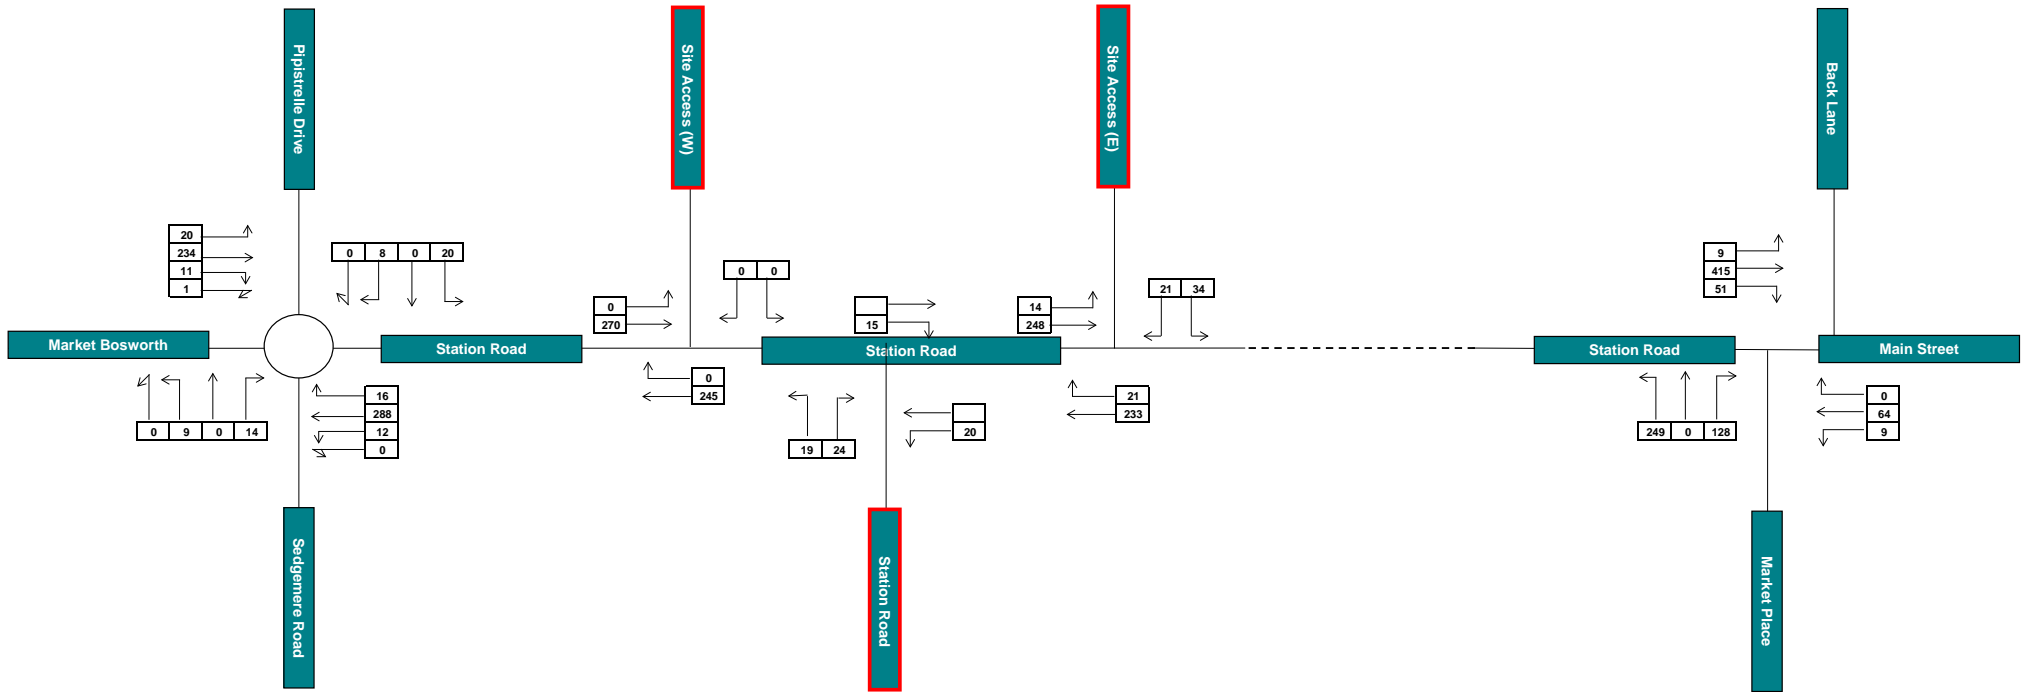 Pipistrelle Drive
Site Access (W)
Site Access (E)
Back Lane
20
234
11
1
0 8 0 20
0
270
0 0
15
14
248
21 34
9
415
51
Market Bosworth
Station Road
Station Road
Station Road
Main Street
0 9 0 14
16
288
12
0
0
245
19 24
20
21
233
249 0 128
0
64
9
Sedgemere Road
Station Road
Market Place